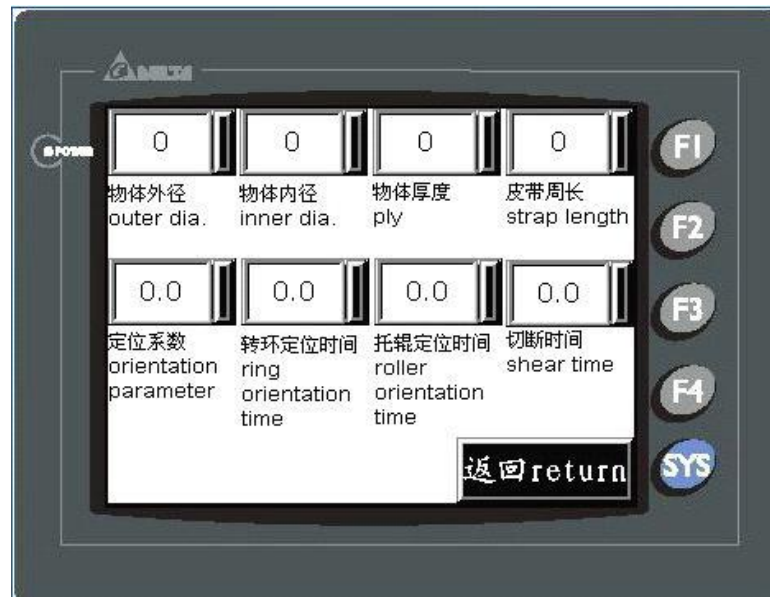 DELTA
POWER
0 0 0 0
物体外径 物体内径 物体厚度 皮带周长
outer dia. inner dia. ply strap length
0.0 0.0 0.0 0.0
定位系数 转环定位时间 托辊定位时间 切断时间
orientation ring roller shear time
parameter orientation orientation
time time
返回return
F1
F2
F3
F4
SYS